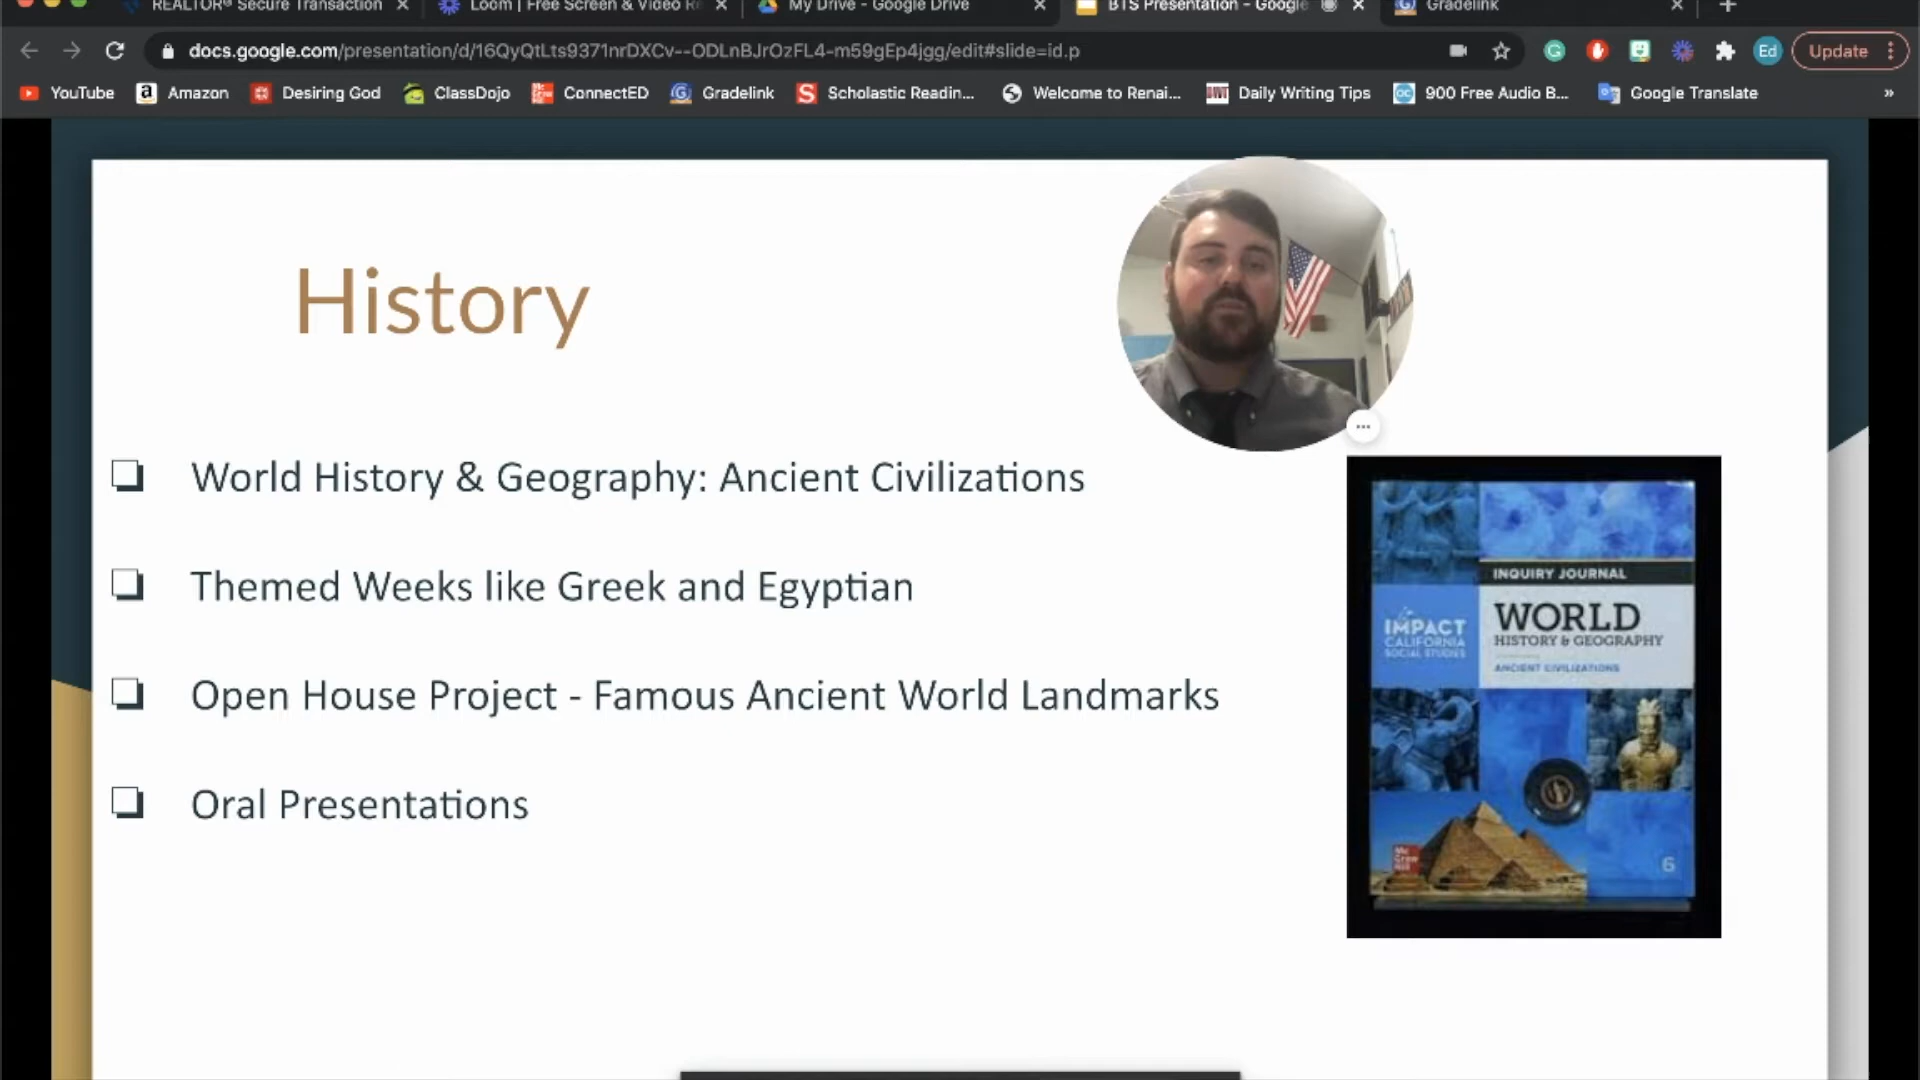 REALTOR® Secure Transaction
Loom | Free Screen & Video Re
My Drive - Google Drive
BTS Presentation - Google
Gradelink
docs.google.com/presentation/d/16QyQtLts9371nrDXCv--ODLnBJrOzFL4-m59gEp4jgg/edit#slide=id.p
Ed
Update
YouTube
Amazon
Desiring God
ClassDojo
ConnectED
Gradelink
Scholastic Readin...
Welcome to Renai...
Daily Writing Tips
900 Free Audio B...
Google Translate
»
History
World History & Geography: Ancient Civilizations
Themed Weeks like Greek and Egyptian
Open House Project - Famous Ancient World Landmarks
Oral Presentations
INQUIRY JOURNAL
IMPACT
CALIFORNIA
SOCIAL STUDIES
WORLD
HISTORY & GEOGRAPHY
ANCIENT CIVILIZATIONS
Mc
Graw
Hill
6